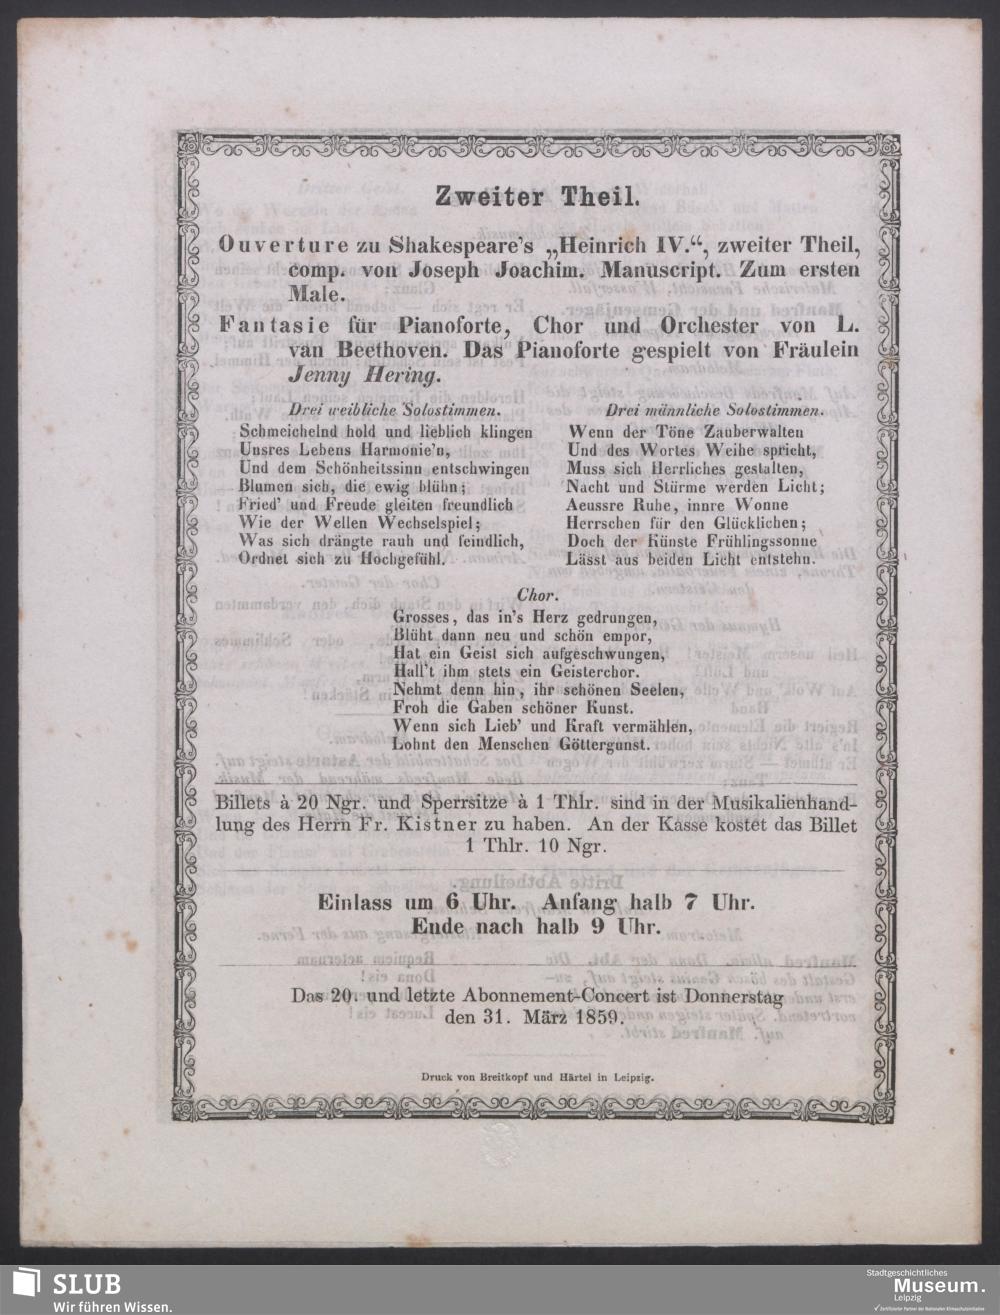 Zweiter Theil.
Ouverture zu Shakespeare's „Heinrich IV.“, zweiter Theil,
comp. von Joseph Joachim. Manuscript. Zum ersten
Male.
Fantasie für Pianoforte, Chor und Orchester von L.
van Beethoven. Das Pianoforte gespielt von Fräulein
Jenny Hering.
Drei weibliche Solostimmen.
Schmeichelnd hold und lieblich klingen
Unsres Lebens Harmonie'n,
Und dem Schönheitssinn entschwingen
Blumen sich, die ewig blühn;
Fried' und Freude gleiten freundlich
Wie der Wellen Wechselspiel;
Was sich drängte rauh und feindlich,
Ordnet sich zu Hochgefühl.
Drei männliche Solostimmen.
Wenn der Töne Zauberwalten
Und des Wortes Weihe spricht,
Muss sich Herrliches gestalten,
Nacht und Stürme werden Licht;
Aeussre Ruhe, innre Wonne
Herrschen für den Glücklichen;
Doch der Künste Frühlingssonne
Lässt aus beiden Licht entstehn.
Chor.
Grosses, das in's Herz gedrungen,
Blüht dann neu und schön empor,
Hat ein Geist sich aufgeschwungen,
Hall't ihm stets ein Geisterchor.
Nehmt denn hin, ihr schönen Seelen,
Froh die Gaben schöner Kunst.
Wenn sich Lieb' und Kraft vermählen,
Lohnt den Menschen Göttergunst.
Billets à 20 Ngr. und Sperrsitze à 1 Thlr. sind in der Musikalienhand-
lung des Herrn Fr. Kistner zu haben. An der Kasse kostet das Billet
1 Thlr. 10 Ngr.
Einlass um 6 Uhr. Anfang halb 7 Uhr.
Ende nach halb 9 Uhr.
Das 20. und letzte Abonnement-Concert ist Donnerstag
den 31. März 1859.
Druck von Breitkopf und Härtel in Leipzig.
SLUB
Wir führen Wissen.
Stadtgeschichtliches
Museum.
Leipzig